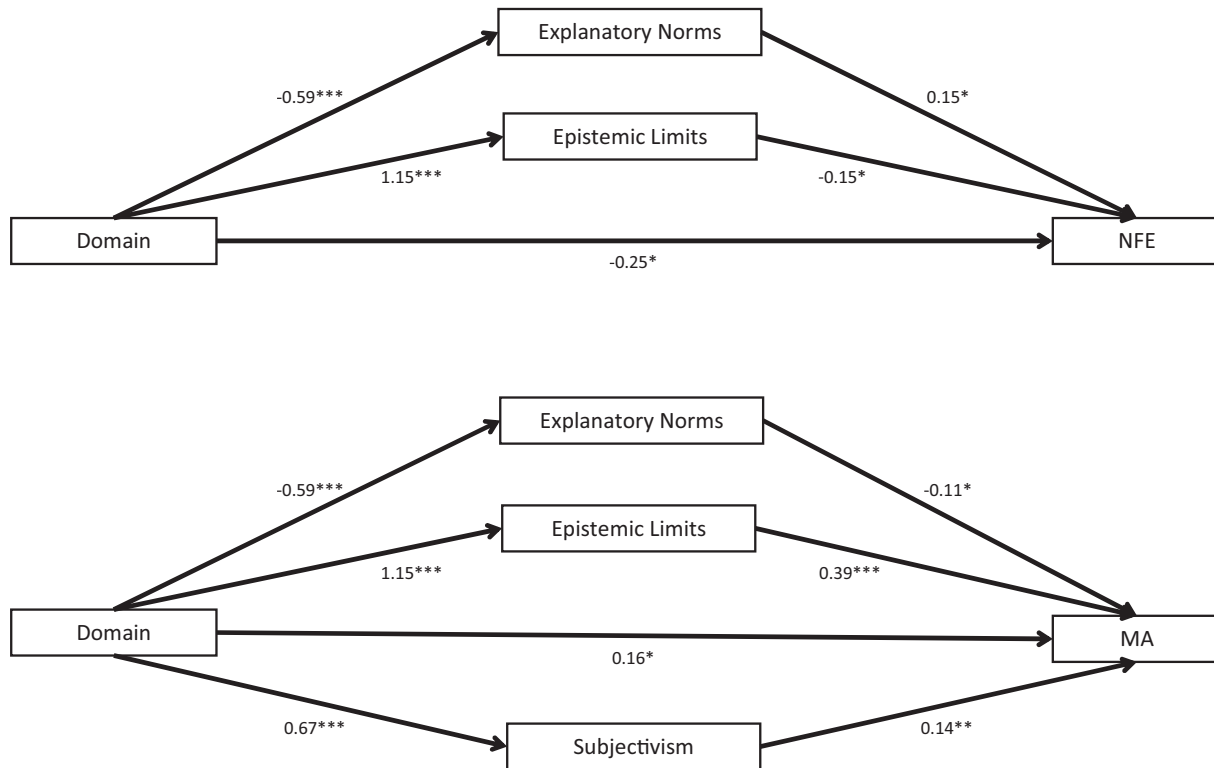 Explanatory Norms
-0.59***
0.15*
Epistemic Limits
1.15***
-0.15*
Domain
NFE
-0.25*
Explanatory Norms
-0.59***
-0.11*
Epistemic Limits
1.15***
0.39***
Domain
MA
0.16*
0.67***
0.14**
Subjectivism